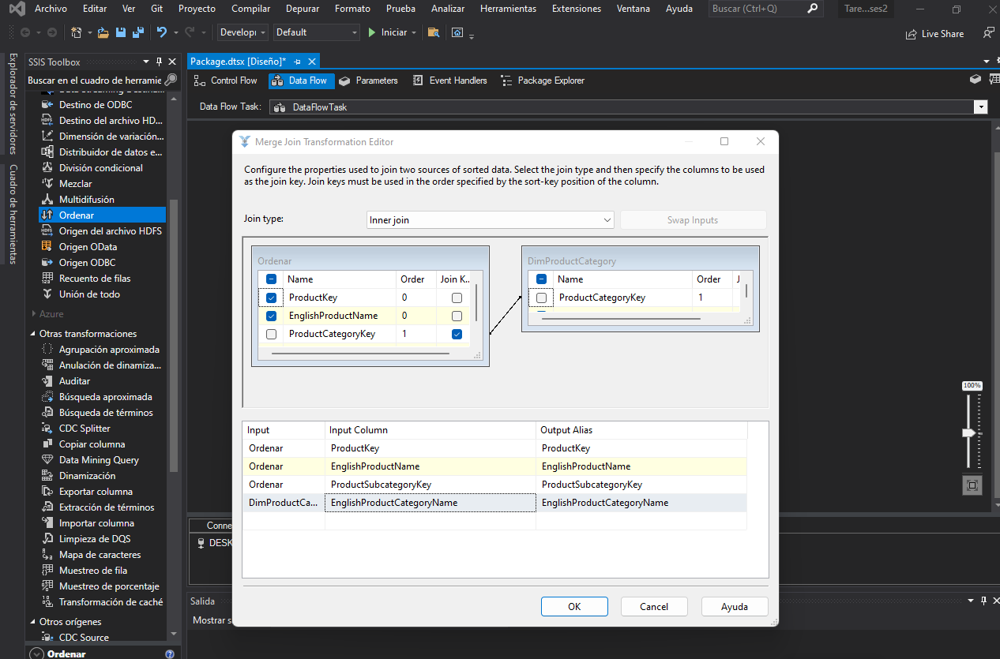 Archivo Editar Ver Git Proyecto Compilar Depurar Formato Prueba Analizar Herramientas Extensiones Ventana Ayuda Buscar (Ctrl+Q) Tare...ses2
Develop Default Iniciar Live Share
Explorador de servidores
Cuadro de herramientas
SSIS Toolbox
Buscar en el cuadro de herramie
Destino de ODBC
Destino del archivo HD...
Dimensión de variación...
Distribuidor de datos e...
División condicional
Mezclar
Multidifusión
Ordenar
Origen del archivo HDFS
Origen OData
Origen ODBC
Recuento de filas
Unión de todo
Azure
Otras transformaciones
Agrupación aproximada
Anulación de dinamiza...
Auditar
Búsqueda aproximada
Búsqueda de términos
CDC Splitter
Copiar columna
Data Mining Query
Dinamización
Exportar columna
Extracción de términos
Importar columna
Limpieza de DQS
Mapa de caracteres
Muestreo de fila
Muestreo de porcentaje
Transformación de caché
Otros orígenes
CDC Source
Ordenar
Package.dtsx [Diseño]*
Control Flow Data Flow Parameters Event Handlers Package Explorer
Data Flow Task: DataFlowTask
Merge Join Transformation Editor
Configure the properties used to join two sources of sorted data. Select the join type and then specify the columns to be used
as the join key. Join keys must be used in the order specified by the sort-key position of the column.
Join type: Inner join Swap Inputs
Ordenar
Name Order Join K...
ProductKey 0
EnglishProductName 0
ProductCategoryKey 1
DimProductCategory
Name Order J
ProductCategoryKey 1
Input Input Column Output Alias
Ordenar ProductKey ProductKey
Ordenar EnglishProductName EnglishProductName
Ordenar ProductSubcategoryKey ProductSubcategoryKey
DimProductCa... EnglishProductCategoryName EnglishProductCategoryName
OK Cancel Ayuda
100%
Conne
DESK
Salida
Mostrar s